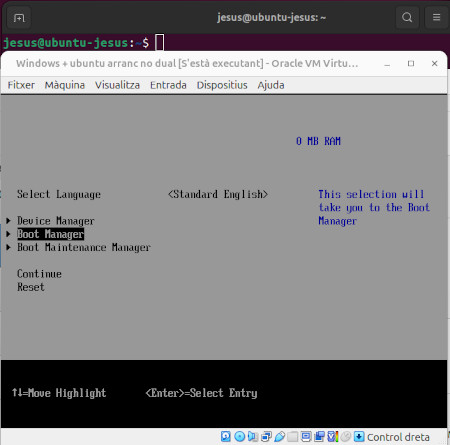 jesus@ubuntu-jesus: ~
jesus@ubuntu-jesus:~$
Windows + ubuntu arranc no dual [S'està executant] - Oracle VM Virtu...
Fitxer Màquina Visualitza Entrada Dispositius Ajuda
0 MB RAM
Select Language <Standard English> This selection will
take you to the Boot
Device Manager Manager
Boot Manager
Boot Maintenance Manager
Continue
Reset
↑↓=Move Highlight <Enter>=Select Entry
Control dreta